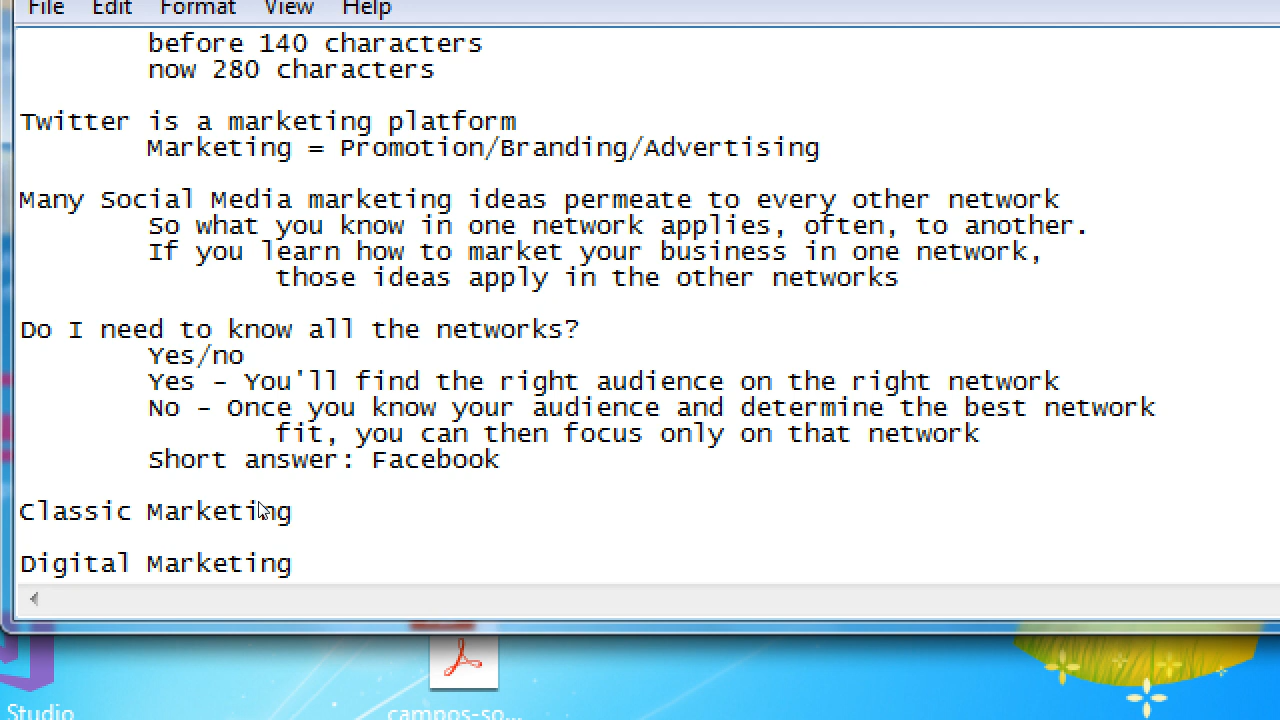 File Edit Format View Help
before 140 characters
now 280 characters
Twitter is a marketing platform
Marketing = Promotion/Branding/Advertising
Many Social Media marketing ideas permeate to every other network
So what you know in one network applies, often, to another.
If you learn how to market your business in one network,
those ideas apply in the other networks
Do I need to know all the networks?
Yes/no
Yes - You'll find the right audience on the right network
No - Once you know your audience and determine the best network
fit, you can then focus only on that network
Short answer: Facebook
Classic Marketing
Digital Marketing
Studio
campos-so...